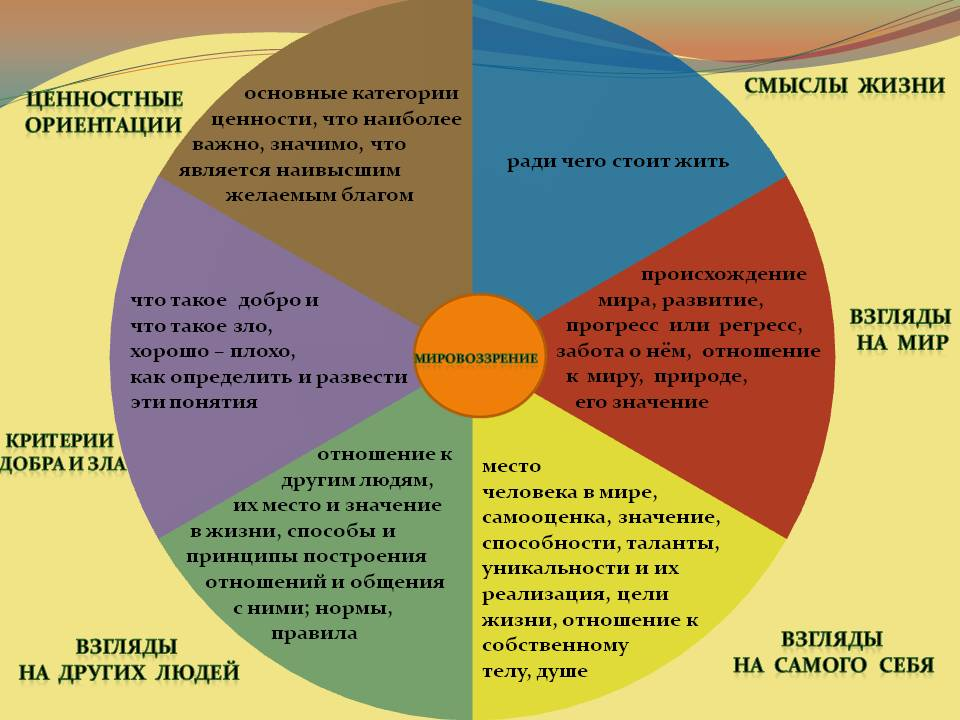 ЦЕННОСТНЫЕ
ОРИЕНТАЦИИ
основные категории
ценности, что наиболее
важно, значимо, что
является наивысшим
желаемым благом
СМЫСЛЫ ЖИЗНИ
ради чего стоит жить
происхождение
мира, развитие,
прогресс или регресс,
забота о нём, отношение
к миру, природе,
его значение
ВЗГЛЯДЫ
НА МИР
МИРОВОЗЗРЕНИЕ
что такое добро и
что такое зло,
хорошо – плохо,
как определить и развести
эти понятия
КРИТЕРИИ
ДОБРА И ЗЛА
отношение к
другим людям,
их место и значение
в жизни, способы и
принципы построения
отношений и общения
с ними; нормы,
правила
ВЗГЛЯДЫ
НА ДРУГИХ ЛЮДЕЙ
место
человека в мире,
самооценка, значение,
способности, таланты,
уникальности и их
реализация, цели
жизни, отношение к
собственному
телу, душе
ВЗГЛЯДЫ
НА САМОГО СЕБЯ